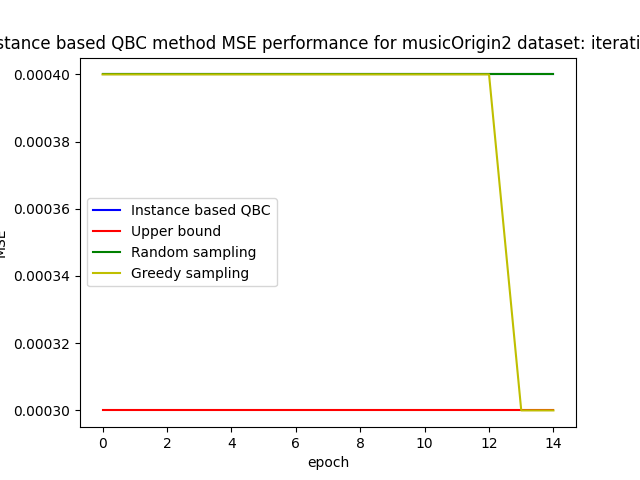 stance based QBC method MSE performance for musicOrigin2 dataset: iterati
0.00040
0.00038
0.00036
0.00034
0.00032
0.00030
MSE
Instance based QBC
Upper bound
Random sampling
Greedy sampling
0 2 4 6 8 10 12 14
epoch